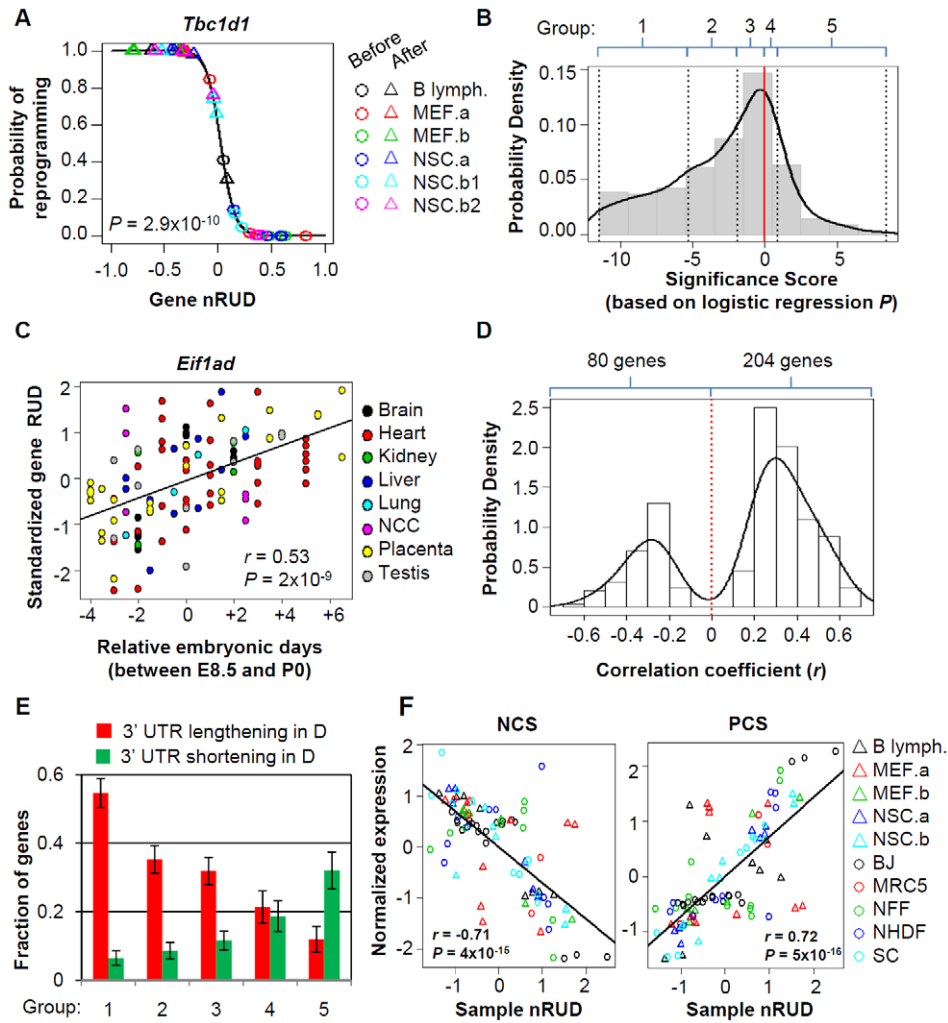 A
Tbc1d1
Probability of
reprogramming
1.0
0.8
0.6
0.4
0.2
0.0
P = 2.9x10-10
-1.0
-0.5
0
0.5
1.0
Gene nRUD
Before
After
B lymph.
MEF.a
MEF.b
NSC.a
NSC.b1
NSC.b2
B
Group:
1
2
3
4
5
Probability Density
0.15
0.10
0.05
0.00
-10
-5
0
5
Significance Score
(based on logistic regression P)
C
Eif1ad
Standardized gene RUD
2
1
0
-1
-2
r = 0.53
P = 2x10-9
-4
-2
0
+2
+4
+6
Relative embryonic days
(between E8.5 and P0)
Brain
Heart
Kidney
Liver
Lung
NCC
Placenta
Testis
D
80 genes
204 genes
Probability Density
2.5
2.0
1.5
1.0
0.5
0
-0.6
-0.4
-0.2
0
0.2
0.4
0.6
Correlation coefficient (r)
E
3' UTR lengthening in D
3' UTR shortening in D
Fraction of genes
0.6
0.4
0.2
0
Group:
1
2
3
4
5
F
NCS
Normalized expression
2
1
0
-1
-2
r = -0.71
P = 4x10-16
-1
0
1
2
Sample nRUD
PCS
2
1
0
-1
r = 0.72
P = 5x10-16
-1
0
1
2
Sample nRUD
B lymph.
MEF.a
MEF.b
NSC.a
NSC.b
BJ
MRC5
NFF
NHDF
SC